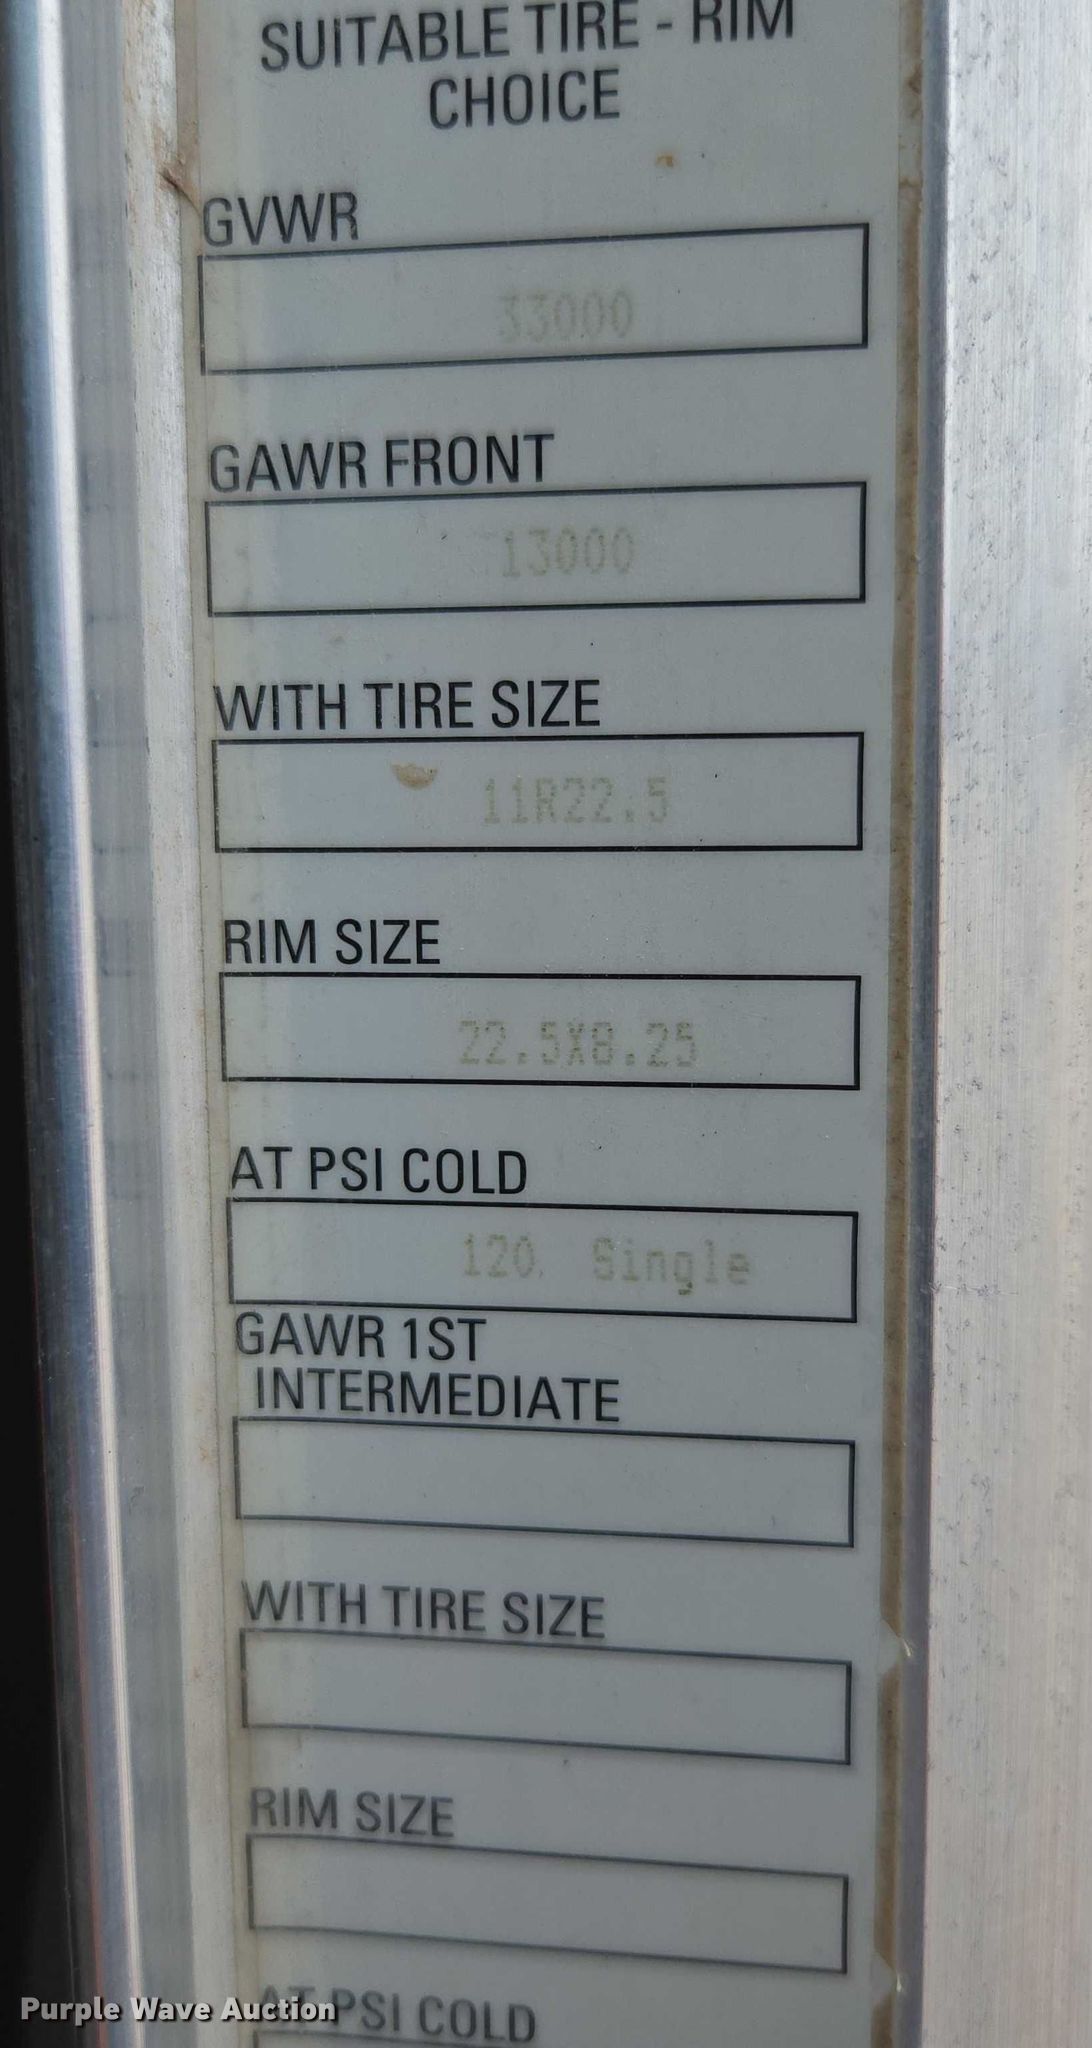 SUITABLE TIRE - RIM
CHOICE
GVWR
33000
GAWR FRONT
13000
WITH TIRE SIZE
11R22.5
RIM SIZE
22.5X8.25
AT PSI COLD
120 Single
GAWR 1ST
INTERMEDIATE
WITH TIRE SIZE
RIM SIZE
AT PSI COLD
Purple Wave Auction